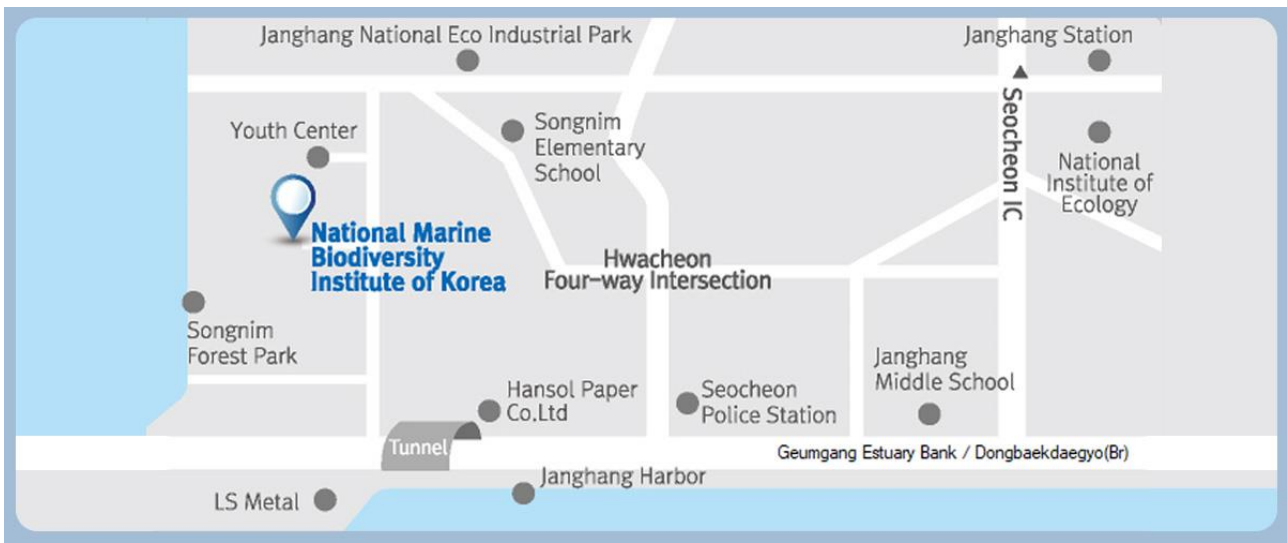 Janghang National Eco Industrial Park
Janghang Station
Youth Center
Songnim
Elementary
School
Seocheon IC
National
Institute of
Ecology
National Marine
Biodiversity
Institute of Korea
Hwacheon
Four-way Intersection
Songnim
Forest Park
Janghang
Middle School
Hansol Paper
Co.Ltd
Seocheon
Police Station
Tunnel
Geumgang Estuary Bank / Dongbaekdaegyo(Br)
Janghang Harbor
LS Metal